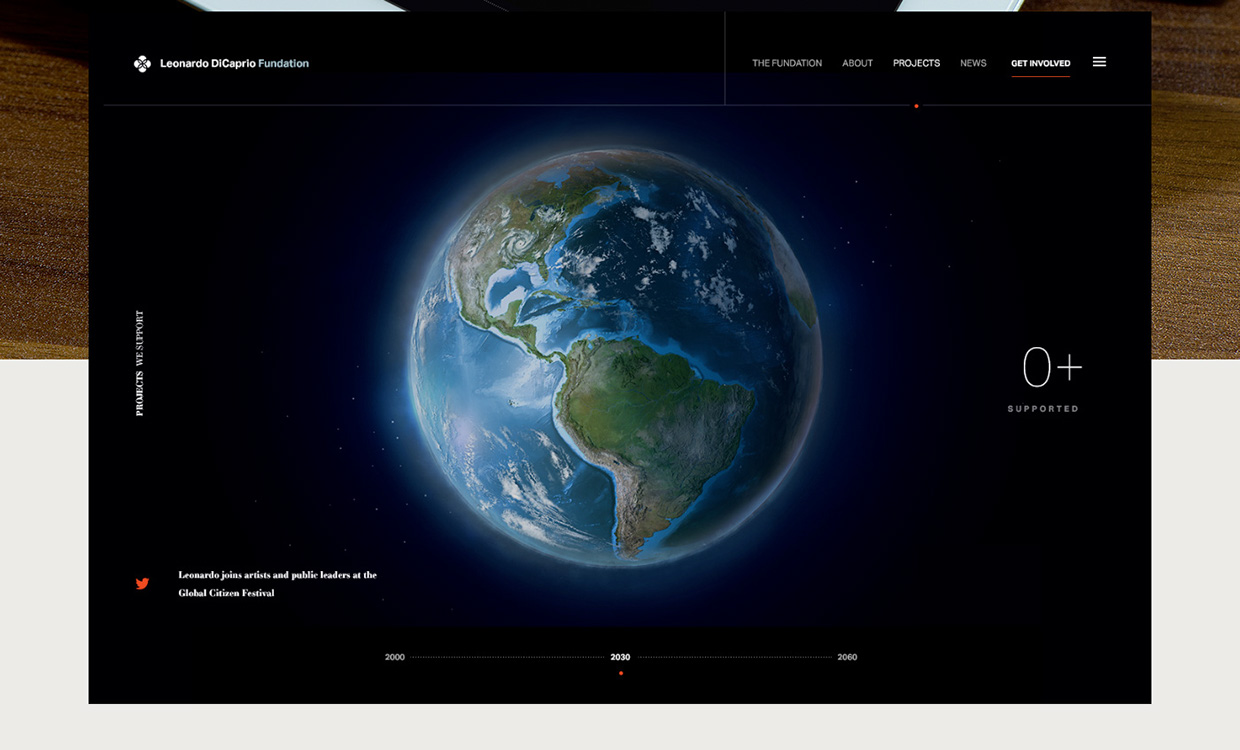 Leonardo DiCaprio Fundation
THE FUNDATION ABOUT PROJECTS NEWS GET INVOLVED
PROJECTS WE SUPPORT
0+
SUPPORTED
Leonardo joins artists and public leaders at the
Global Citizen Festival
2000 2030 2060